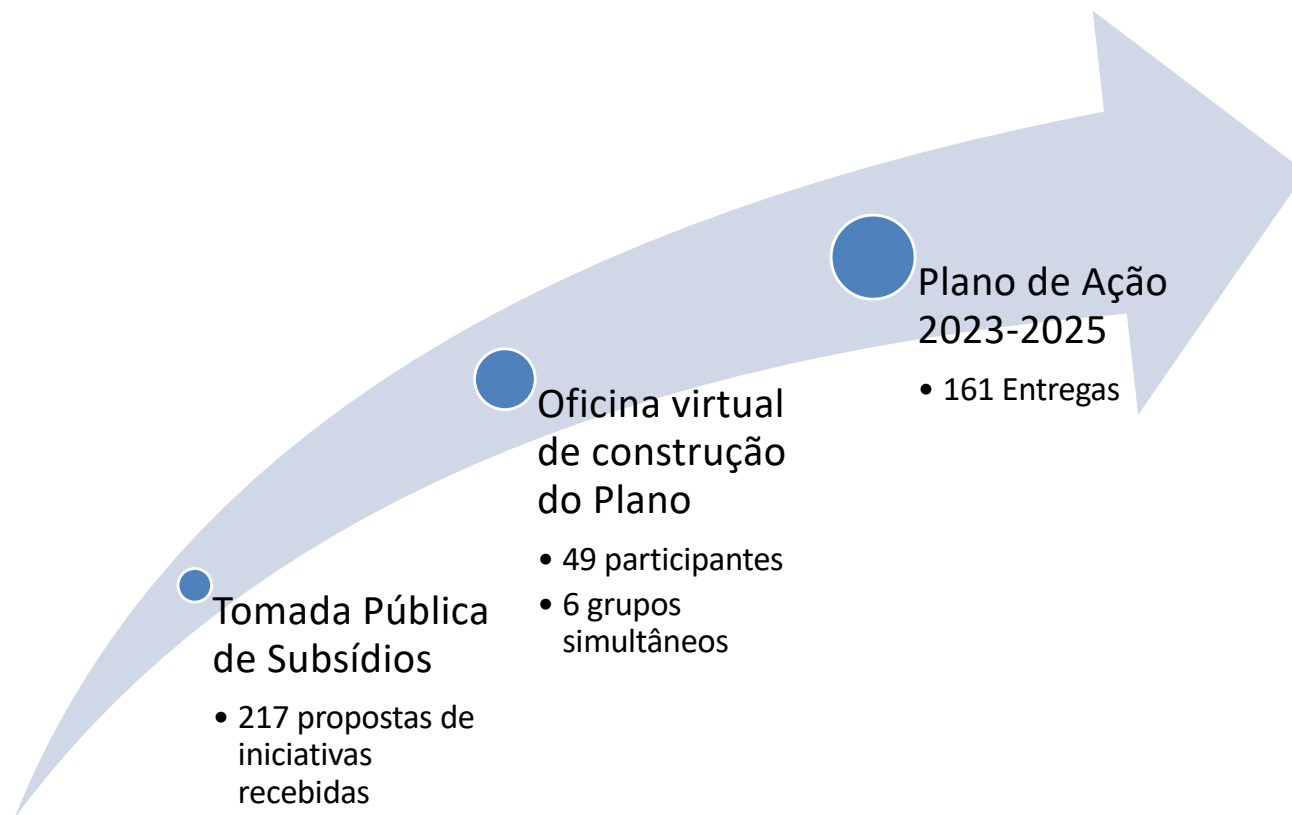 Tomada Pública
de Subsídios
• 217 propostas de
iniciativas
recebidas
Oficina virtual
de construção
do Plano
• 49 participantes
• 6 grupos
simultâneos
Plano de Ação
2023-2025
• 161 Entregas